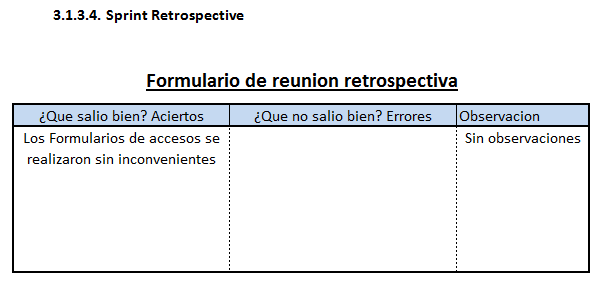 3.1.3.4. Sprint Retrospective
Formulario de reunion retrospectiva
¿Que salio bien? Aciertos ¿Que no salio bien? Errores Observacion
Los Formularios de accesos se Sin observaciones
realizaron sin inconvenientes